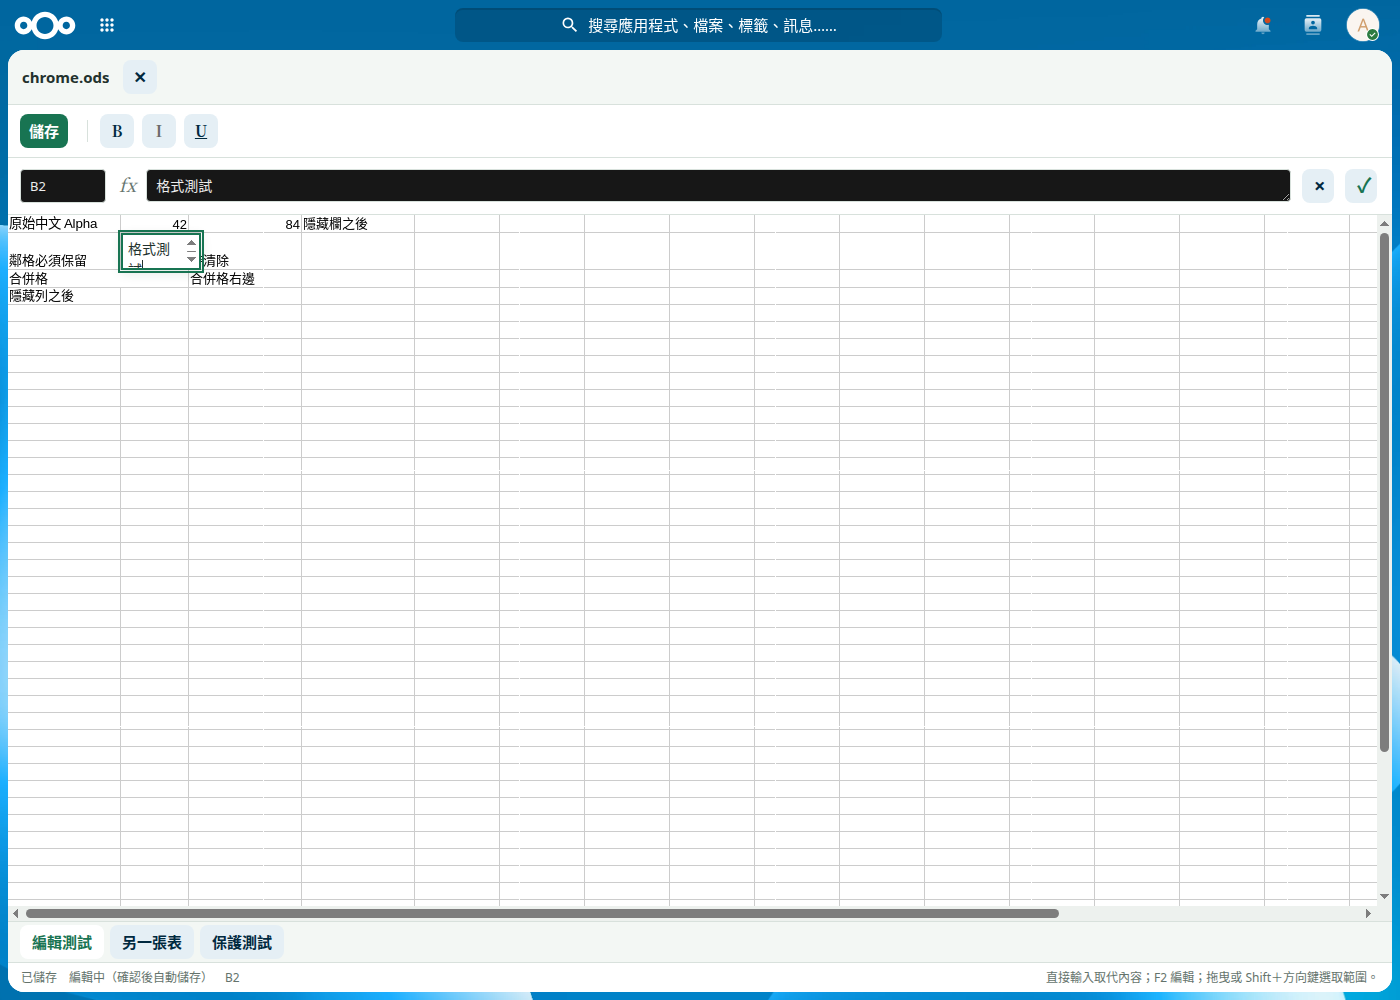 搜尋應用程式、檔案、標籤、訊息......
A
chrome.ods
儲存 B I U
B2 fx 格式測試
原始中文 Alpha 42 84 隱藏欄之後
格式測
鄰格必須保留 清除
合併格 合併格右邊
隱藏列之後
編輯測試 另一張表 保護測試
已儲存 編輯中（確認後自動儲存） B2 直接輸入取代內容；F2 編輯；拖曳或 Shift＋方向鍵選取範圍。